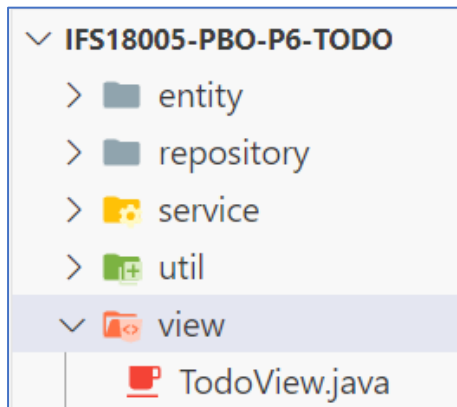 IFS18005-PBO-P6-TODO
entity
repository
service
util
view
TodoView.java